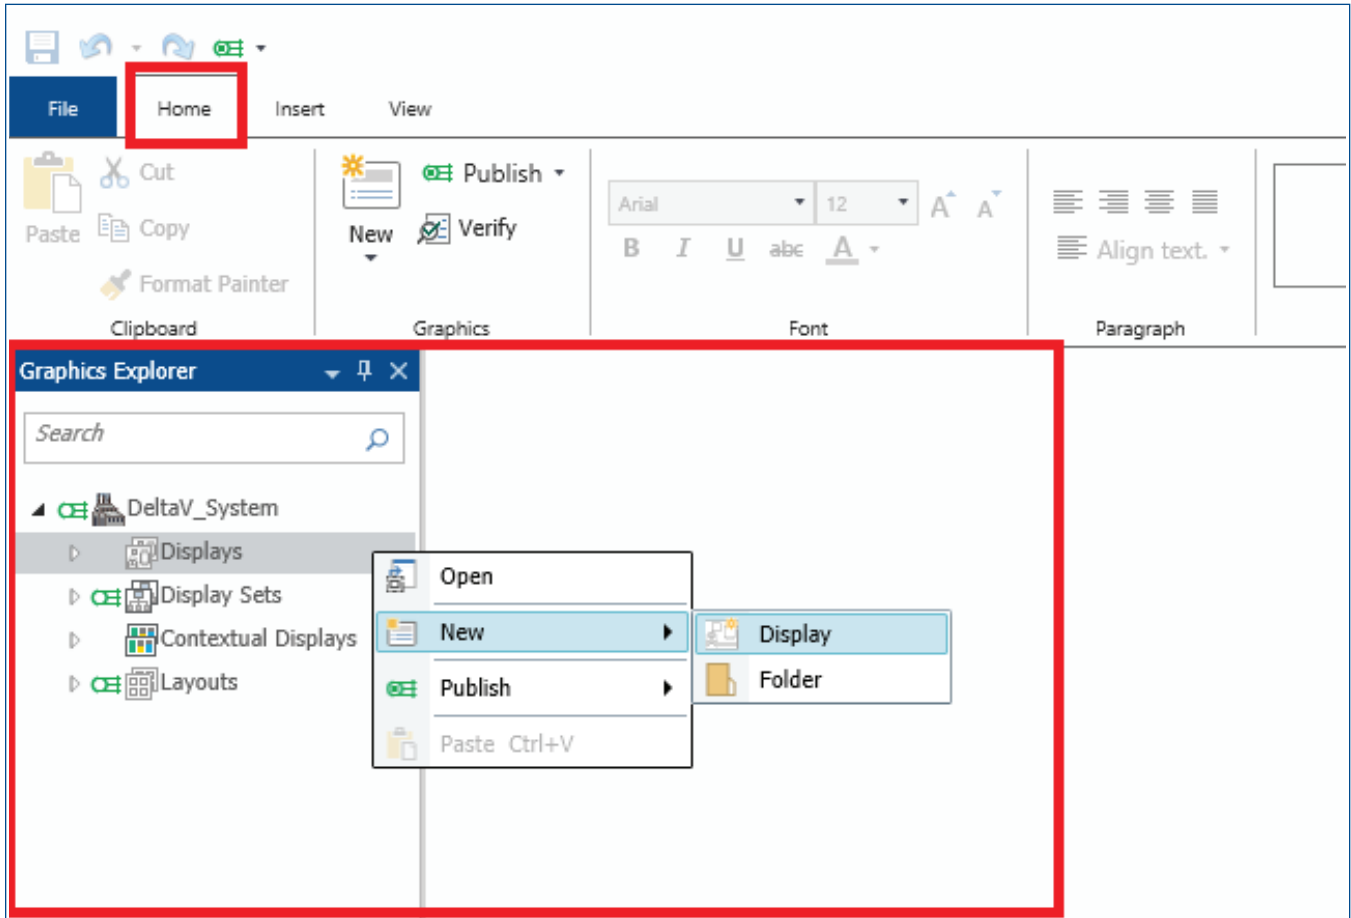 File Home Insert View
Paste
Cut
Copy
Format Painter
Clipboard
New
Publish
Verify
Graphics
Arial 12 A A
B I U abc A
Font
Align text.
Paragraph
Graphics Explorer
Search
DeltaV_System
Displays
Display Sets
Contextual Displays
Layouts
Open
New
Publish
Paste Ctrl+V
Display
Folder